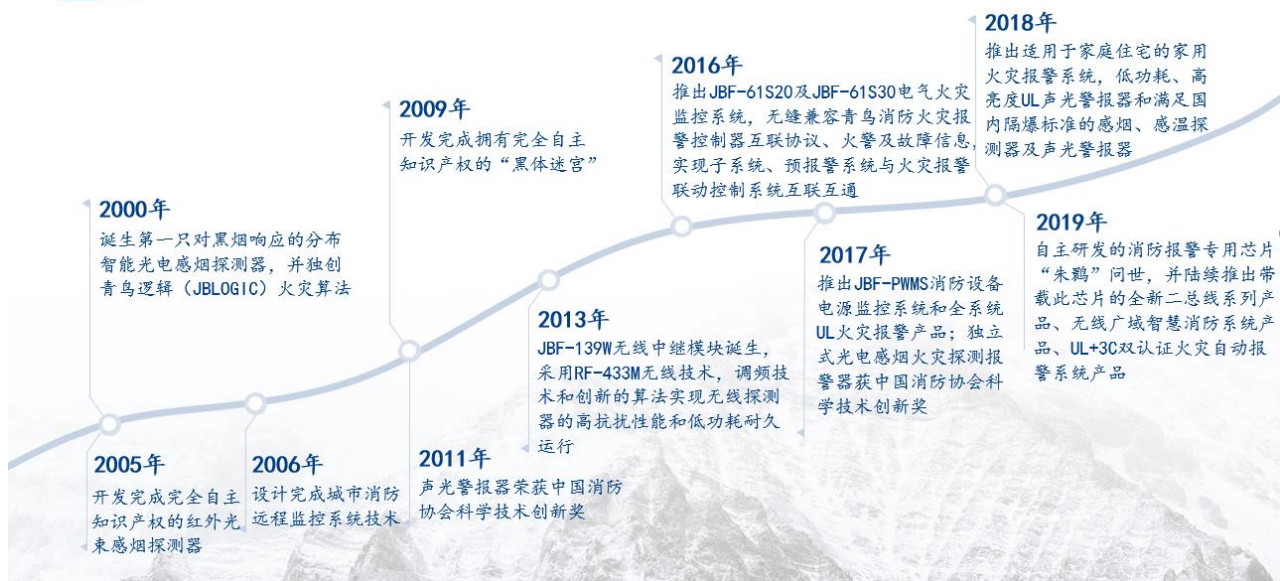 2000年
诞生第一只对黑烟响应的分布
智能光电感烟探测器，并独创
青鸟逻辑（JBLOGIC）火灾算法
2005年
开发完成完全自主
知识产权的红外光
束感烟探测器
2006年
设计完成城市消防
远程监控系统技术
2009年
开发完成拥有完全自主
知识产权的“黑体迷宫”
2011年
声光警报器荣获中国消防
协会科学技术创新奖
2013年
JBF-139W无线中继模块诞生，
采用RF-433M无线技术，调频技
术和创新的算法实现无线探测
器的高抗扰性能和低功耗耐久
运行
2016年
推出JBF-61S20及JBF-61S30电气火灾
监控系统，无缝兼容青鸟消防火灾报
警控制器互联协议、火警及故障信息，
实现子系统、预报警系统与火灾报警
联动控制系统互联互通
2017年
推出JBF-PWMS消防设备
电源监控系统和全系统
UL火灾报警产品；独立
式光电感烟火灾探测报
警器获中国消防协会科
学技术创新奖
2018年
推出适用于家庭住宅的家用
火灾报警系统，低功耗、高
亮度UL声光警报器和满足国
内隔爆标准的感烟、感温探
测器及声光警报器
2019年
自主研发的消防报警专用芯片
“朱鹮”问世，并陆续推出带
载此芯片的全新二总线系列产
品、无线广域智慧消防系统产
品、UL+3C双认证火灾自动报
警系统产品